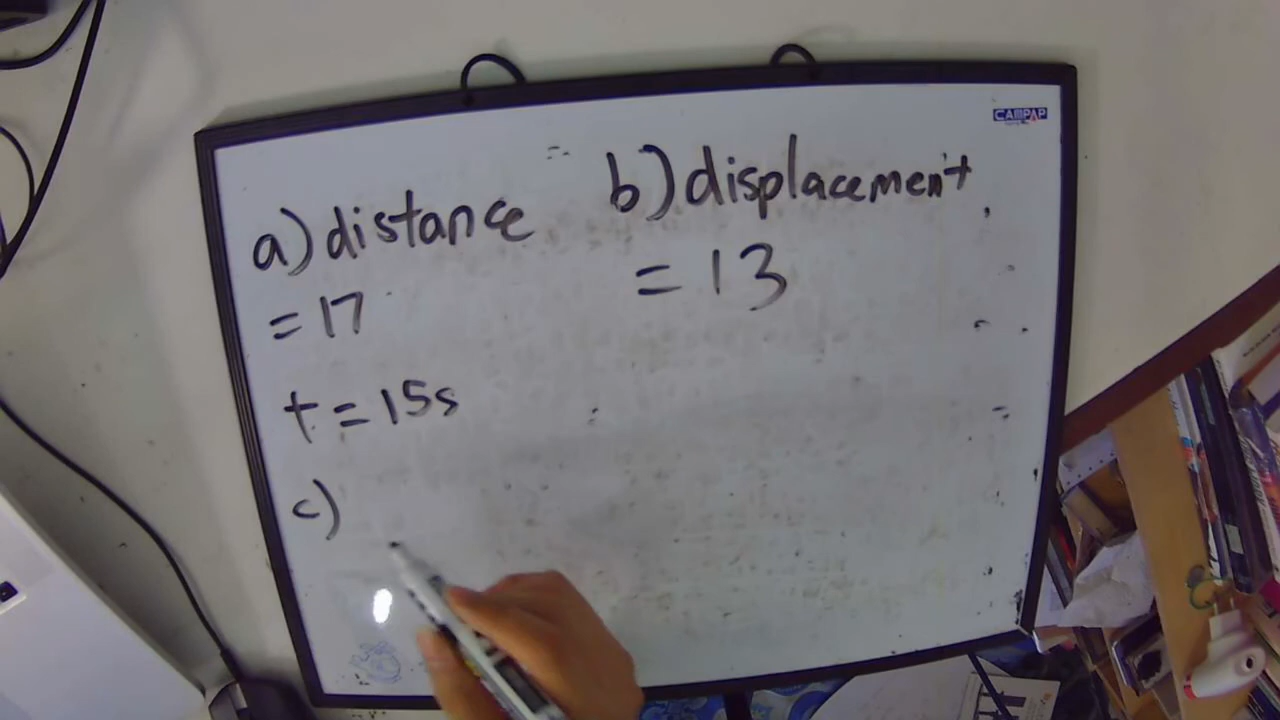 CAMPAP
a) distance
= 17
b) displacement
= 13
t = 15s
c)